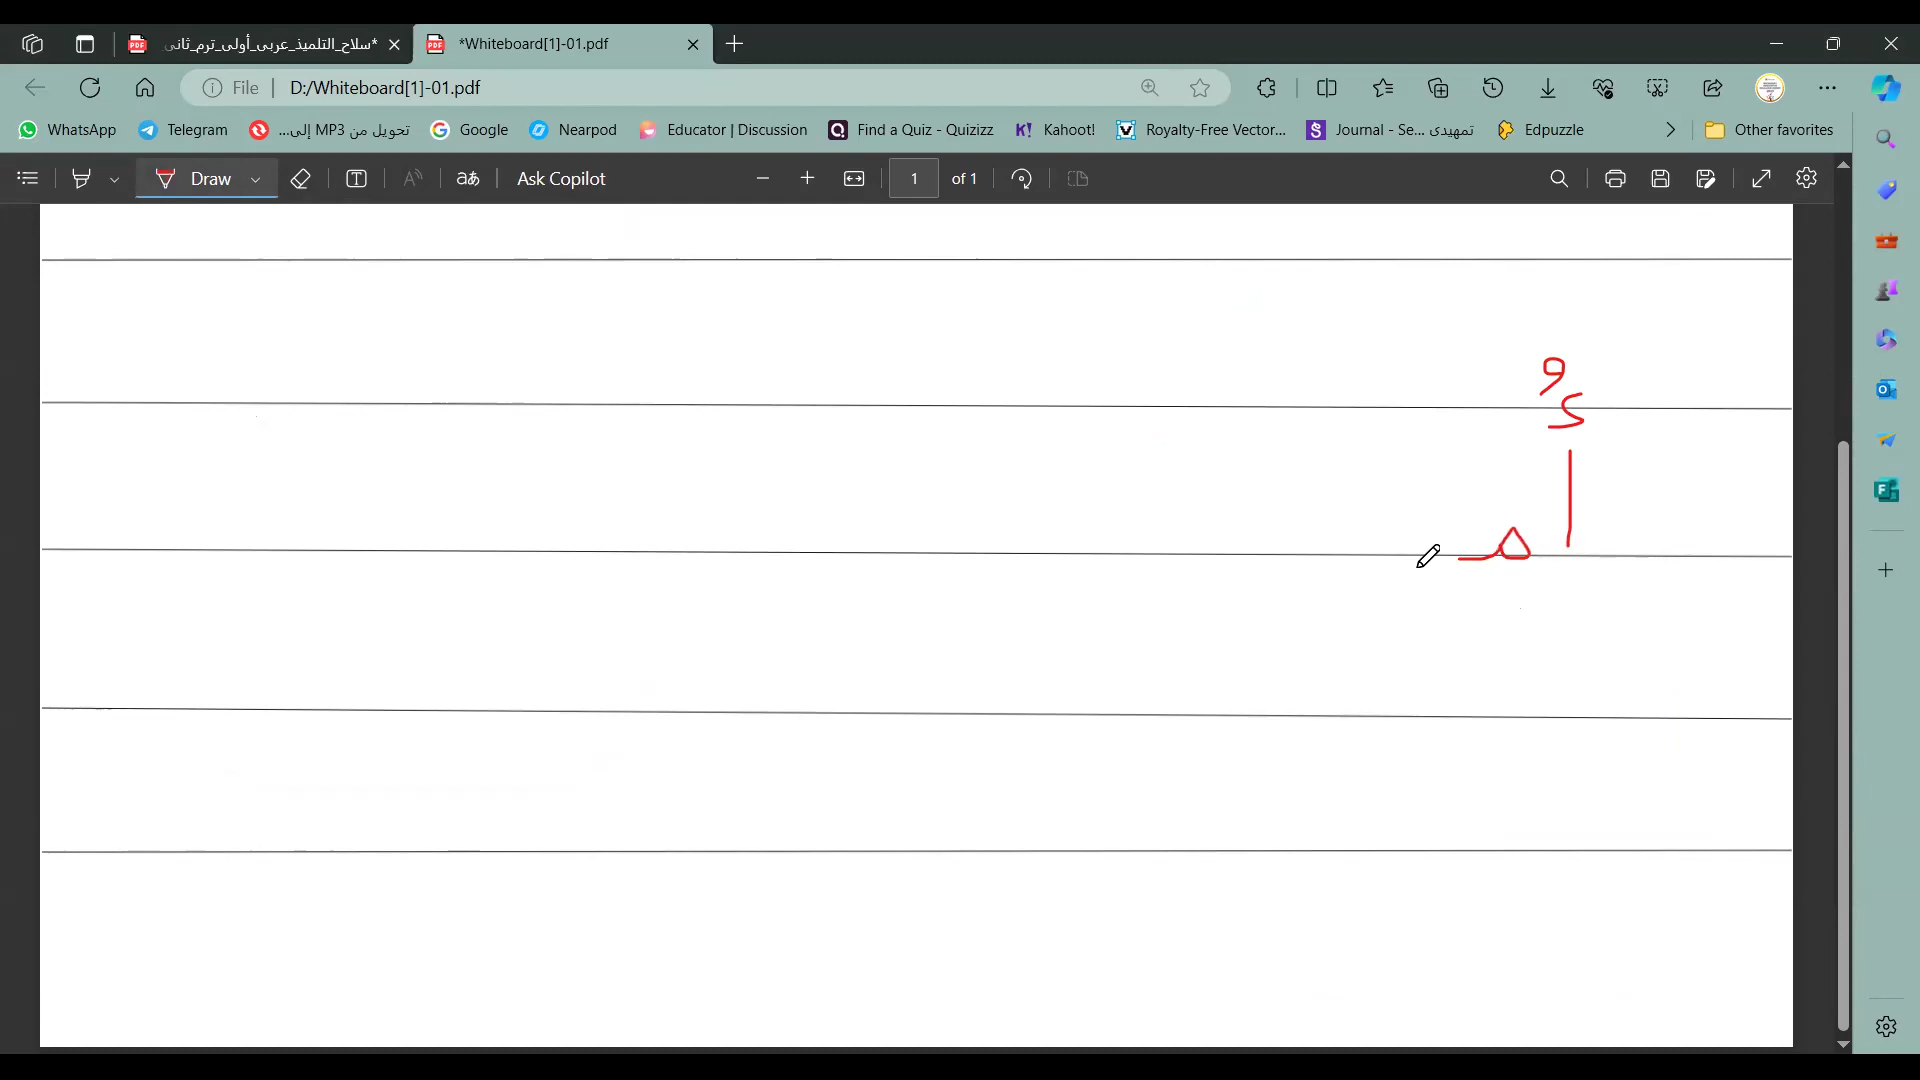 *سلاح_التلميذ_عربى_أولى_ترم_ثانى
*Whiteboard[1]-01.pdf
File D:/Whiteboard[1]-01.pdf
WhatsApp Telegram تحويل من MP3 إلى... Google Nearpod Educator | Discussion Find a Quiz - Quizizz Kahoot! Royalty-Free Vector... Journal - Se... تمهيدى Edpuzzle Other favorites
Draw Ask Copilot 1 of 1